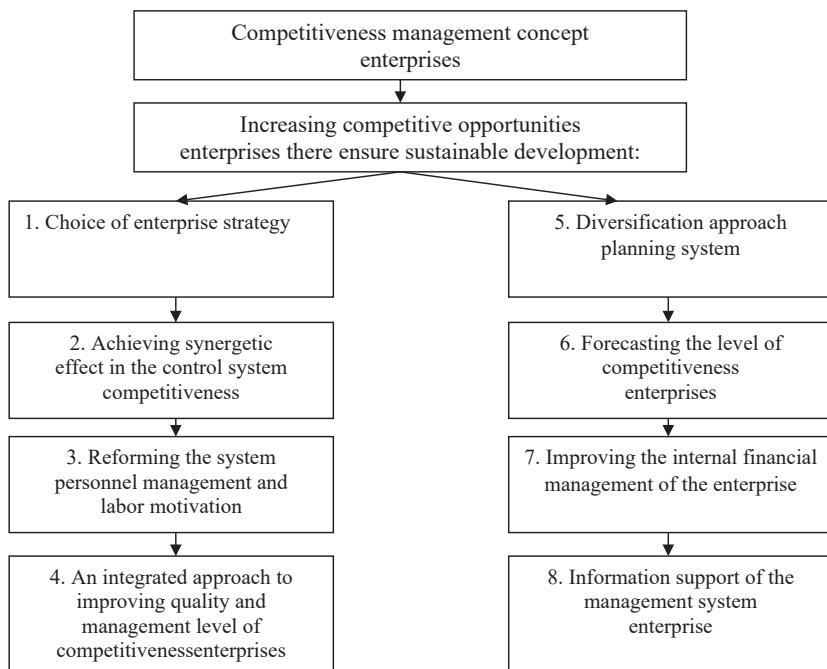 Competitiveness management concept
enterprises
Increasing competitive opportunities
enterprises there ensure sustainable development:
1. Choice of enterprise strategy
2. Achieving synergetic
effect in the control system
competitiveness
3. Reforming the system
personnel management and
labor motivation
4. An integrated approach to
improving quality and
management level of
competitivenessenterprises
5. Diversification approach
planning system
6. Forecasting the level of
competitiveness
enterprises
7. Improving the internal financial
management of the enterprise
8. Information support of the
management system
enterprise